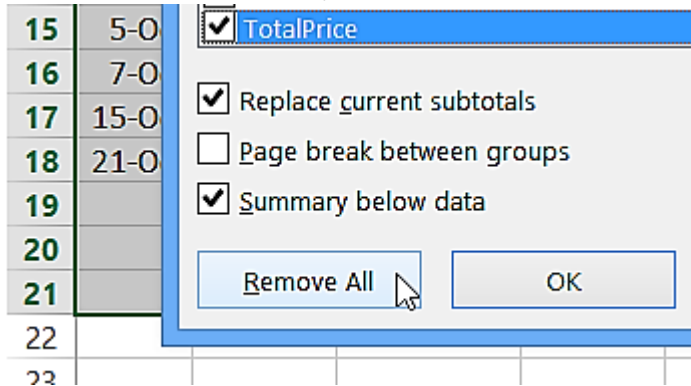 15 5-O TotalPrice
16 7-O
Replace current subtotals
17 15-O
Page break between groups
18 21-O
19 Summary below data
20
21 Remove All OK
22
23